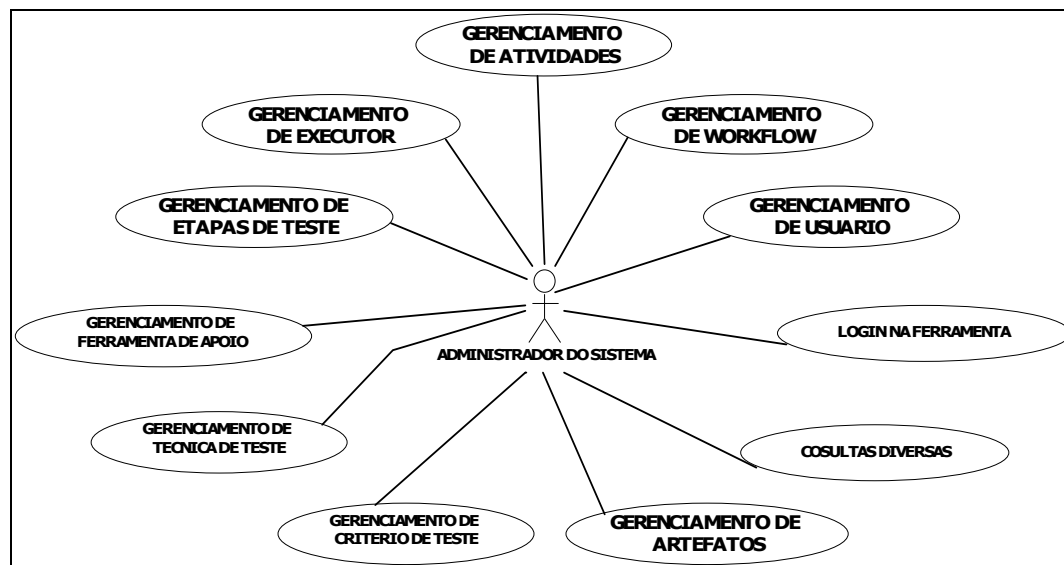 GERENCIAMENTO
DE ATIVIDADES
GERENCIAMENTO
DE EXECUTOR
GERENCIAMENTO
DE WORKFLOW
GERENCIAMENTO DE
ETAPAS DE TESTE
GERENCIAMENTO
DE USUARIO
GERENCIAMENTO DE
FERRAMENTA DE APOIO
LOGIN NA FERRAMENTA
ADMINISTRADOR DO SISTEMA
GERENCIAMENTO DE
TECNICA DE TESTE
COSULTAS DIVERSAS
GERENCIAMENTO DE
CRITERIO DE TESTE
GERENCIAMENTO DE
ARTEFATOS